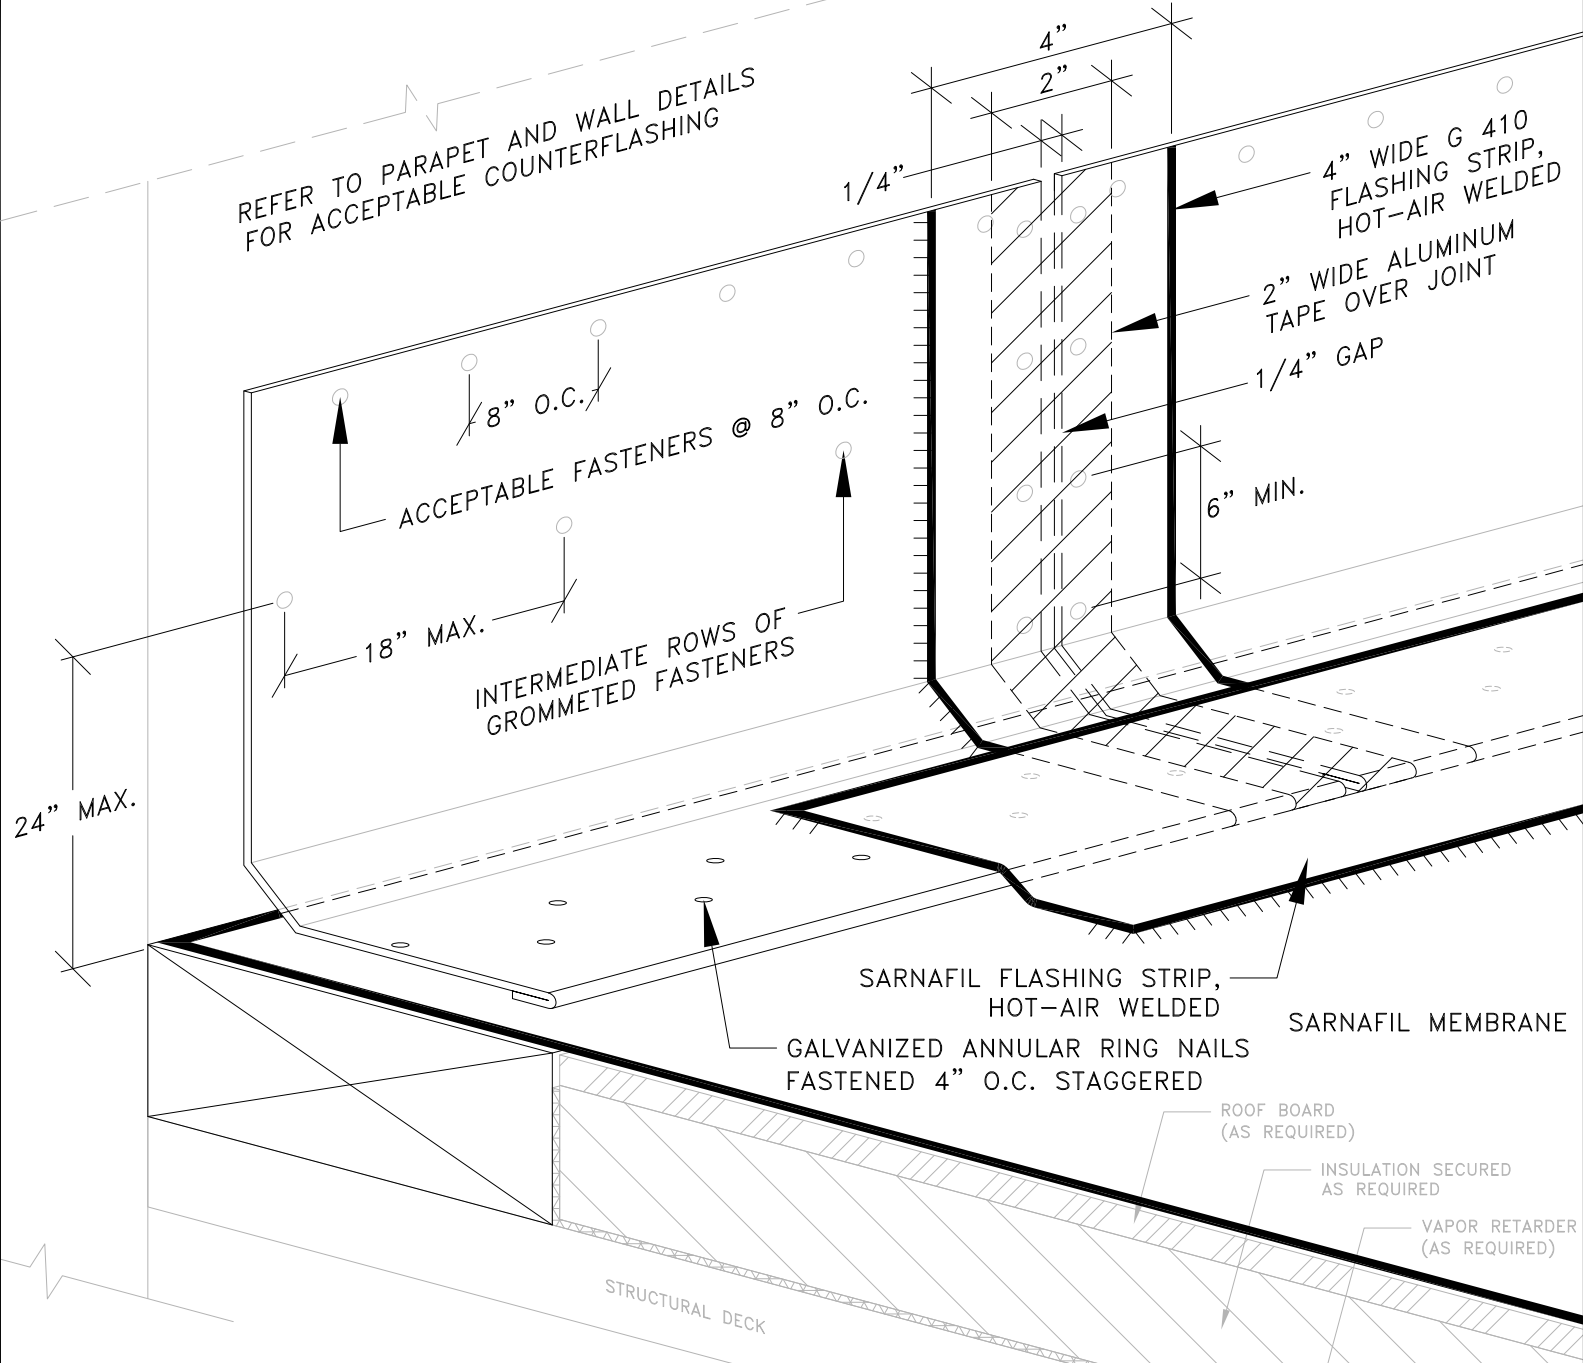 4”
2”
1/4”
REFER TO PARAPET AND WALL DETAILS
FOR ACCEPTABLE COUNTERFLASHING
4” WIDE G 410
FLASHING STRIP,
HOT-AIR WELDED
2” WIDE ALUMINUM
TAPE OVER JOINT
1/4” GAP
8” O.C.
ACCEPTABLE FASTENERS @ 8” O.C.
6” MIN.
18” MAX.
INTERMEDIATE ROWS OF
GROMMETED FASTENERS
24” MAX.
SARNAFIL FLASHING STRIP,
HOT-AIR WELDED
SARNAFIL MEMBRANE
GALVANIZED ANNULAR RING NAILS
FASTENED 4” O.C. STAGGERED
ROOF BOARD
(AS REQUIRED)
INSULATION SECURED
AS REQUIRED
VAPOR RETARDER
(AS REQUIRED)
STRUCTURAL DECK